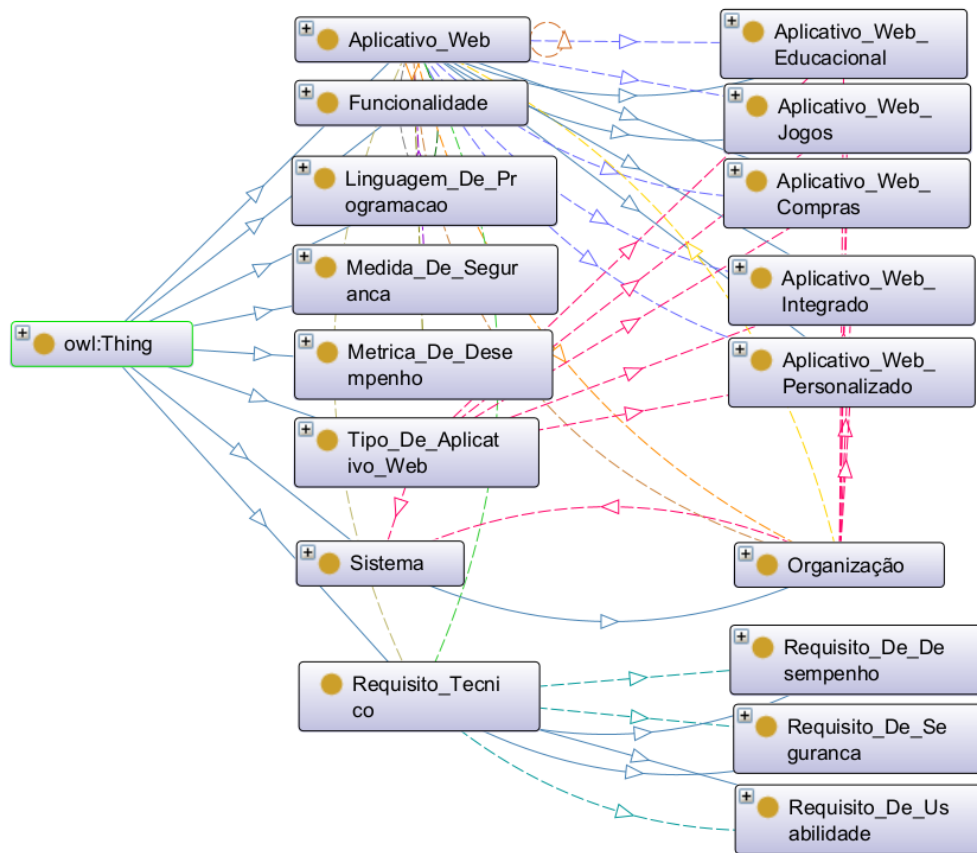 Aplicativo_Web
Funcionalidade
Linguagem_De_Pr
ogramacao
Medida_De_Segur
anca
owl:Thing
Metrica_De_Dese
mpenho
Tipo_De_Aplicat
ivo_Web
Sistema
Requisito_Tecni
co
Aplicativo_Web_
Educacional
Aplicativo_Web_
Jogos
Aplicativo_Web_
Compras
Aplicativo_Web_
Integrado
Aplicativo_Web_
Personalizado
Organização
Requisito_De_De
sempenho
Requisito_De_Se
guranca
Requisito_De_Us
abilidade